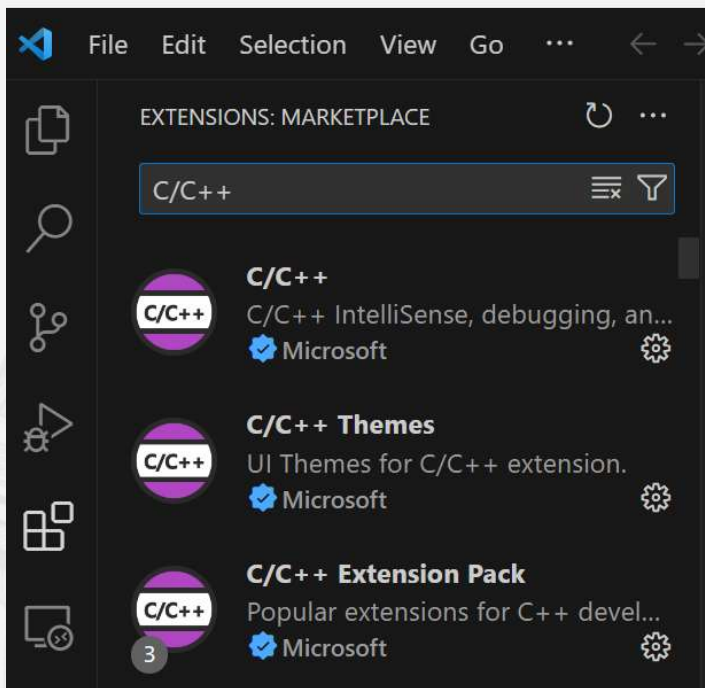 File Edit Selection View Go ...
EXTENSIONS: MARKETPLACE
C/C++
C/C++
C/C++
C/C++ IntelliSense, debugging, an...
Microsoft
C/C++
C/C++ Themes
UI Themes for C/C++ extension.
Microsoft
C/C++
3
C/C++ Extension Pack
Popular extensions for C++ devel...
Microsoft